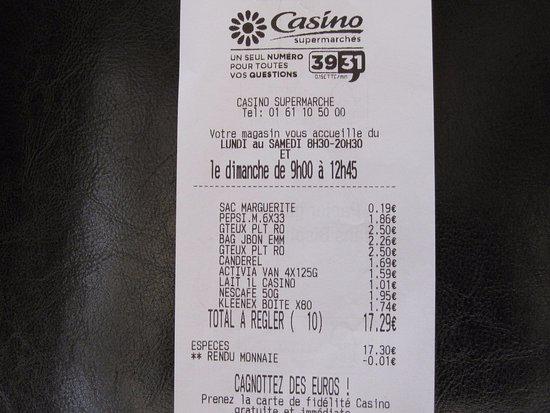 Casino
supermarchés
UN SEUL NUMÉRO
POUR TOUTES
VOS QUESTIONS
39 31
0,15€TTC/min
CASINO SUPERMARCHE
Tel: 01 61 10 50 00
Votre magasin vous accueille du
LUNDI au SAMEDI 8H30-20H30
ET
le dimanche de 9h00 à 12h45
SAC MARGUERITE 0.19€
PEPSI.M.6X33 1.86€
GTEUX PLT RO 2.50€
BAG JBON EMM 2.26€
GTEUX PLT RO 2.50€
CANDEREL 1.69€
ACTIVIA VAN 4X125G 1.59€
LAIT 1L CASINO 1.01€
NESCAFE 50G 1.95€
KLEENEX BOITE X80 1.74€
TOTAL A REGLER ( 10) 17.29€
ESPECES 17.30€
** RENDU MONNAIE -0.01€
CAGNOTTEZ DES EUROS !
Prenez la carte de fidélité Casino
gratuite et immédiate